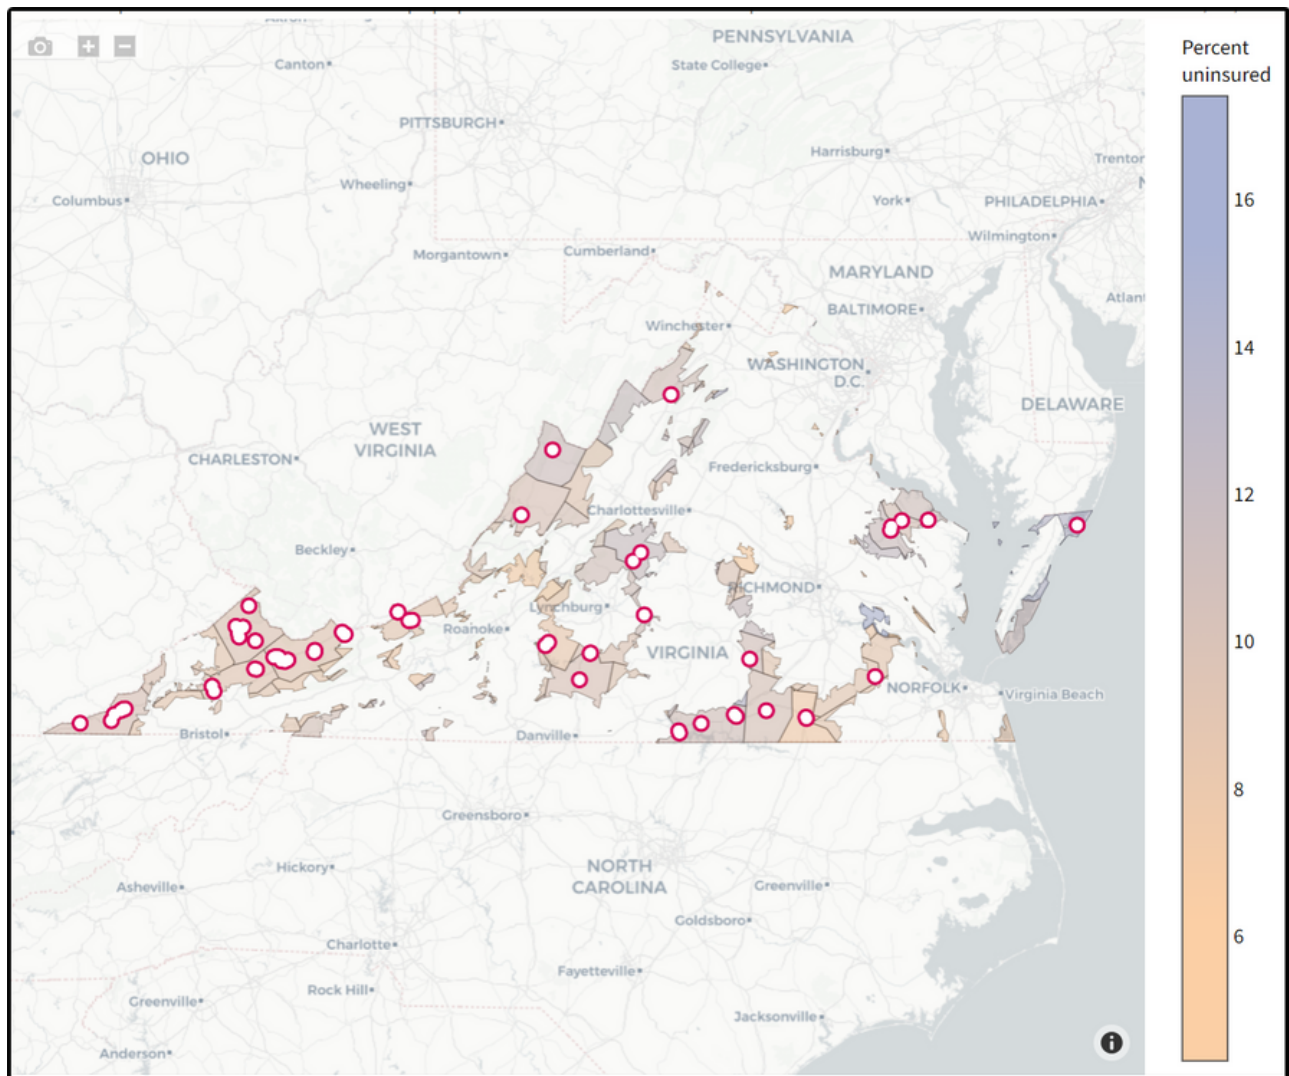 PENNSYLVANIA
State College
Canton
PITTSBURGH
Harrisburg
OHIO
Trenton
Wheeling
Columbus
York
PHILADELPHIA
Wilmington
Morgantown
Cumberland
MARYLAND
BALTIMORE
Atlant
Winchester
WASHINGTON
D.C.
DELAWARE
WEST
VIRGINIA
CHARLESTON
Fredericksburg
Charlottesville
Beckley
RICHMOND
Lynchburg
Roanoke
VIRGINIA
NORFOLK
Virginia Beach
Bristol
Danville
Greensboro
Hickory
NORTH
CAROLINA
Asheville
Greenville
Goldsboro
Charlotte
Fayetteville
Rock Hill
Greenville
Jacksonville
Anderson
Percent
uninsured
16
14
12
10
8
6